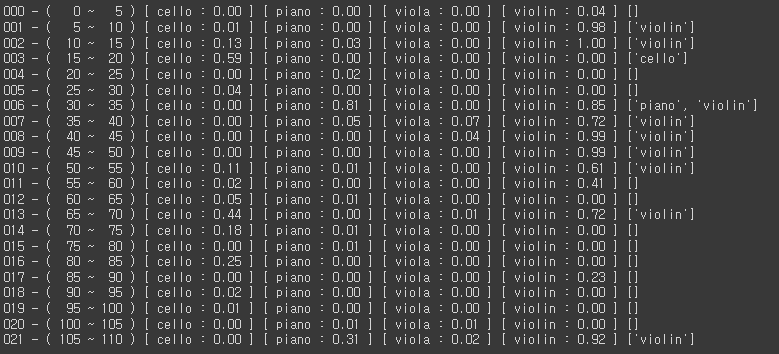 000 - (   0 ~   5 ) [ cello : 0.00 ] [ piano : 0.00 ] [ viola : 0.00 ] [ violin : 0.04 ] []
001 - (   5 ~  10 ) [ cello : 0.01 ] [ piano : 0.00 ] [ viola : 0.00 ] [ violin : 0.98 ] ['violin']
002 - (  10 ~  15 ) [ cello : 0.13 ] [ piano : 0.03 ] [ viola : 0.00 ] [ violin : 1.00 ] ['violin']
003 - (  15 ~  20 ) [ cello : 0.59 ] [ piano : 0.00 ] [ viola : 0.00 ] [ violin : 0.00 ] ['cello']
004 - (  20 ~  25 ) [ cello : 0.00 ] [ piano : 0.02 ] [ viola : 0.00 ] [ violin : 0.00 ] []
005 - (  25 ~  30 ) [ cello : 0.04 ] [ piano : 0.00 ] [ viola : 0.00 ] [ violin : 0.00 ] []
006 - (  30 ~  35 ) [ cello : 0.00 ] [ piano : 0.81 ] [ viola : 0.00 ] [ violin : 0.85 ] ['piano', 'violin']
007 - (  35 ~  40 ) [ cello : 0.00 ] [ piano : 0.05 ] [ viola : 0.07 ] [ violin : 0.72 ] ['violin']
008 - (  40 ~  45 ) [ cello : 0.00 ] [ piano : 0.00 ] [ viola : 0.04 ] [ violin : 0.99 ] ['violin']
009 - (  45 ~  50 ) [ cello : 0.00 ] [ piano : 0.00 ] [ viola : 0.00 ] [ violin : 0.99 ] ['violin']
010 - (  50 ~  55 ) [ cello : 0.11 ] [ piano : 0.01 ] [ viola : 0.00 ] [ violin : 0.61 ] ['violin']
011 - (  55 ~  60 ) [ cello : 0.02 ] [ piano : 0.00 ] [ viola : 0.00 ] [ violin : 0.41 ] []
012 - (  60 ~  65 ) [ cello : 0.05 ] [ piano : 0.01 ] [ viola : 0.00 ] [ violin : 0.00 ] []
013 - (  65 ~  70 ) [ cello : 0.44 ] [ piano : 0.00 ] [ viola : 0.01 ] [ violin : 0.72 ] ['violin']
014 - (  70 ~  75 ) [ cello : 0.18 ] [ piano : 0.01 ] [ viola : 0.00 ] [ violin : 0.00 ] []
015 - (  75 ~  80 ) [ cello : 0.00 ] [ piano : 0.01 ] [ viola : 0.00 ] [ violin : 0.00 ] []
016 - (  80 ~  85 ) [ cello : 0.25 ] [ piano : 0.00 ] [ viola : 0.00 ] [ violin : 0.00 ] []
017 - (  85 ~  90 ) [ cello : 0.00 ] [ piano : 0.00 ] [ viola : 0.00 ] [ violin : 0.23 ] []
018 - (  90 ~  95 ) [ cello : 0.02 ] [ piano : 0.01 ] [ viola : 0.00 ] [ violin : 0.00 ] []
019 - (  95 ~ 100 ) [ cello : 0.01 ] [ piano : 0.01 ] [ viola : 0.00 ] [ violin : 0.00 ] []
020 - ( 100 ~ 105 ) [ cello : 0.00 ] [ piano : 0.01 ] [ viola : 0.01 ] [ violin : 0.00 ] []
021 - ( 105 ~ 110 ) [ cello : 0.00 ] [ piano : 0.31 ] [ viola : 0.02 ] [ violin : 0.92 ] ['violin']